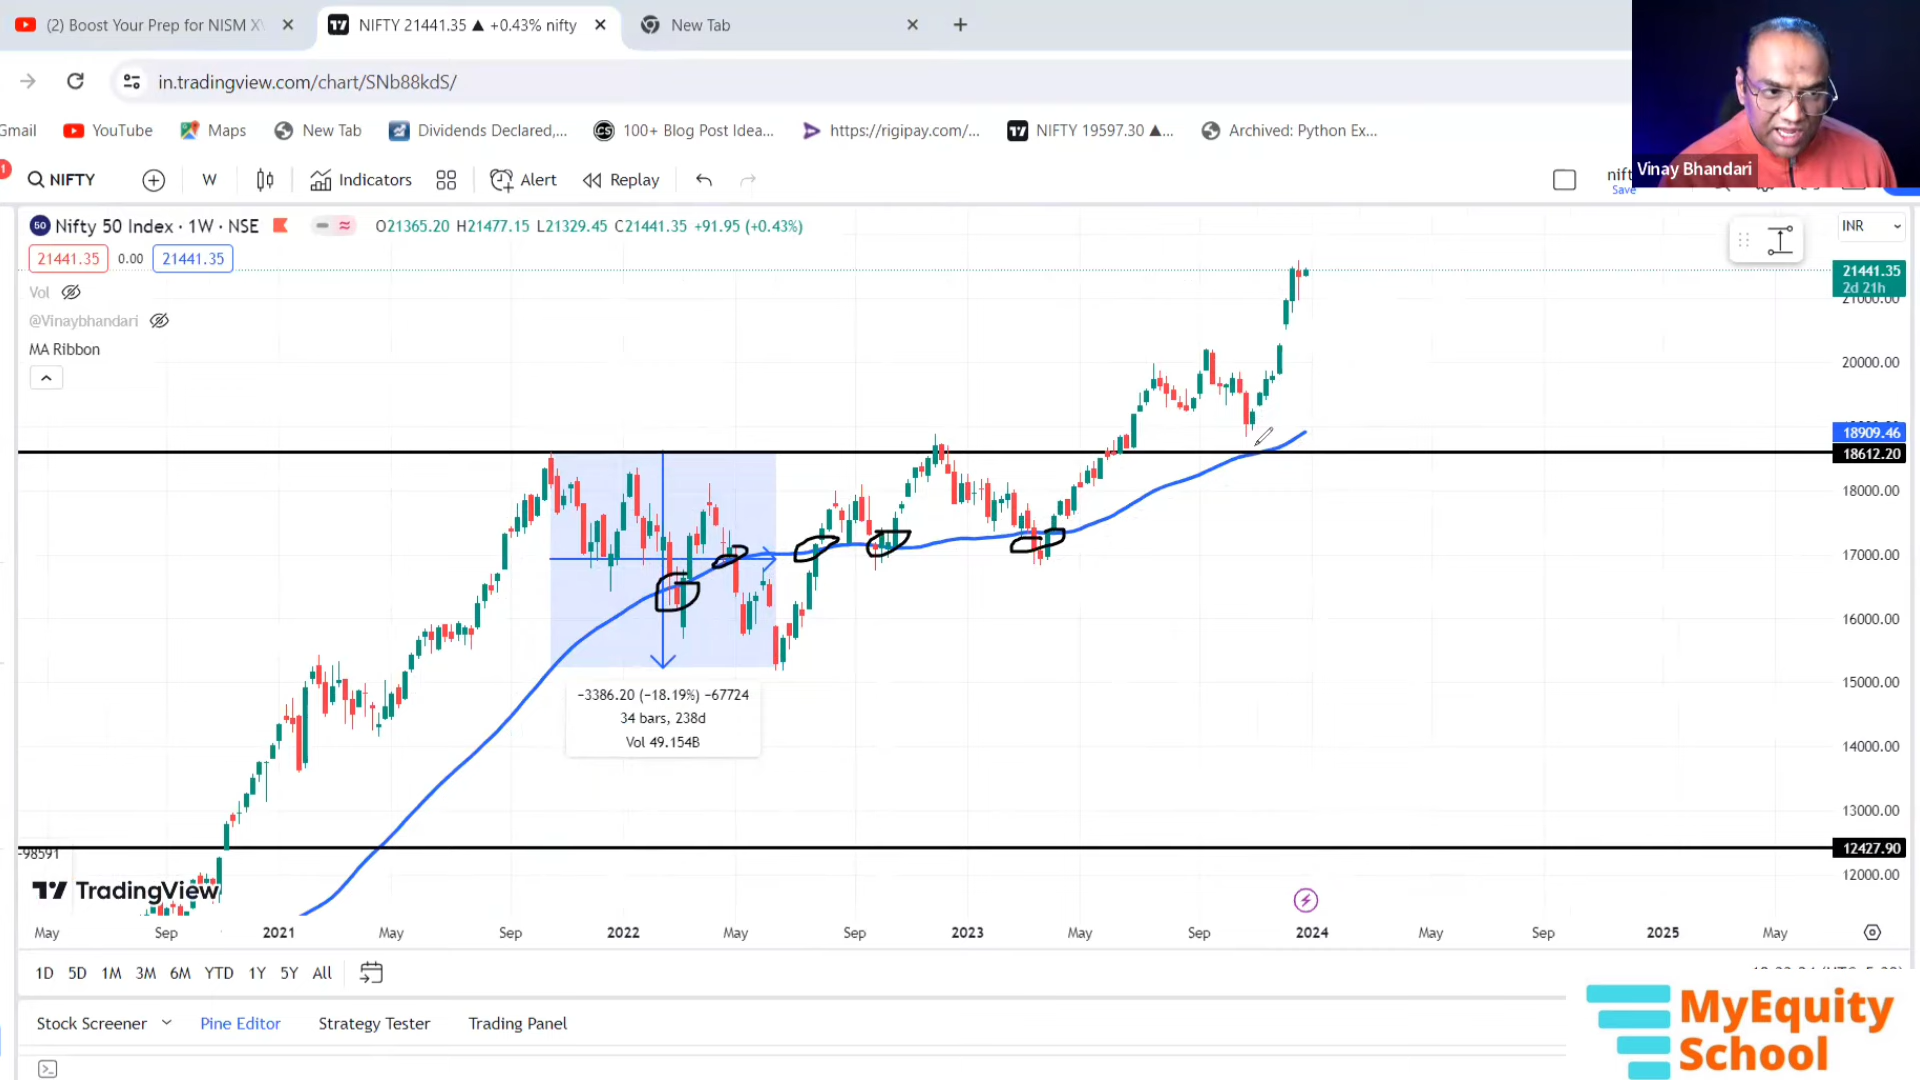 (2) Boost Your Prep for NISM X
NIFTY 21441.35 ▲ +0.43% nifty
New Tab
in.tradingview.com/chart/SNb88kdS/
Gmail
YouTube
Maps
New Tab
Dividends Declared,...
100+ Blog Post Idea...
https://rigipay.com/...
NIFTY 19597.30 ▲...
Archived: Python Ex...
Vinay Bhandari
1
NIFTY
W
Indicators
Alert
Replay
Save
50 Nifty 50 Index · 1W · NSE
O21365.20 H21477.15 L21329.45 C21441.35 +91.95 (+0.43%)
INR
21441.35 0.00 21441.35
Vol
@Vinaybhandari
MA Ribbon
21441.35
2d 21h
21000.00
20000.00
18909.46
18612.20
18000.00
17000.00
16000.00
15000.00
14000.00
13000.00
12427.90
12000.00
−3386.20 (−18.19%) −67724
34 bars, 238d
Vol 49.154B
-98591
TradingView
May Sep 2021 May Sep 2022 May Sep 2023 May Sep 2024 May Sep 2025 May
1D 5D 1M 3M 6M YTD 1Y 5Y All
Stock Screener Pine Editor Strategy Tester Trading Panel
MyEquity
School